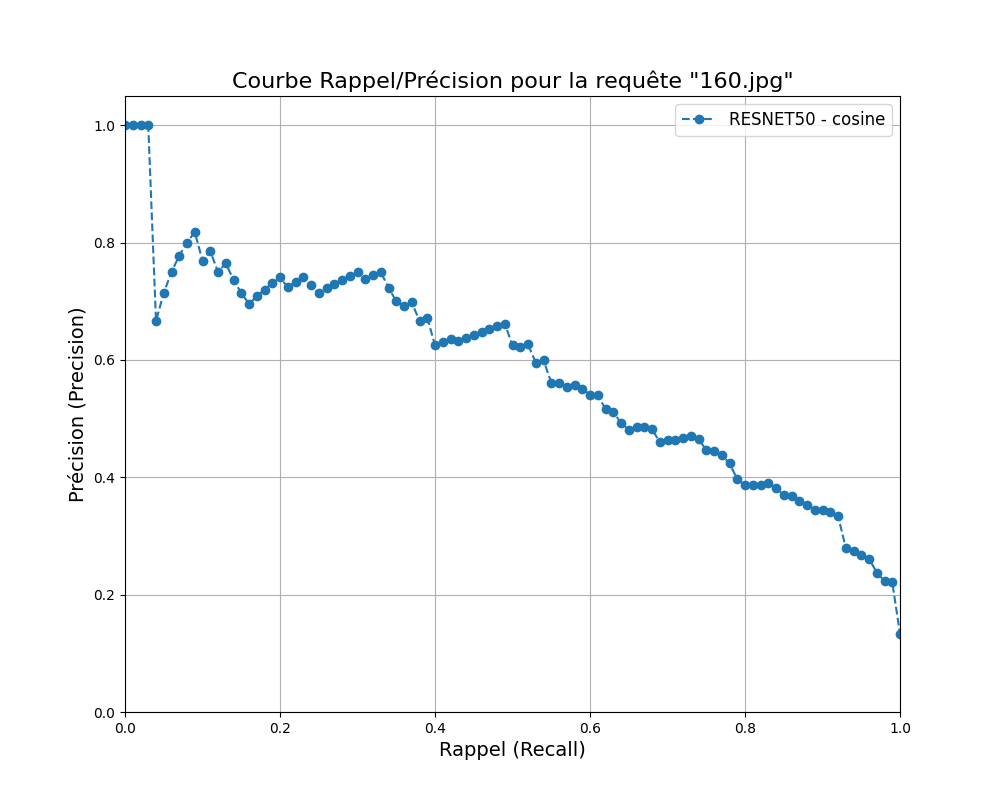 Courbe Rappel/Précision pour la requête "160.jpg"
RESNET50 - cosine
Précision (Precision)
1.0
0.8
0.6
0.4
0.2
0.0
0.0 0.2 0.4 0.6 0.8 1.0
Rappel (Recall)